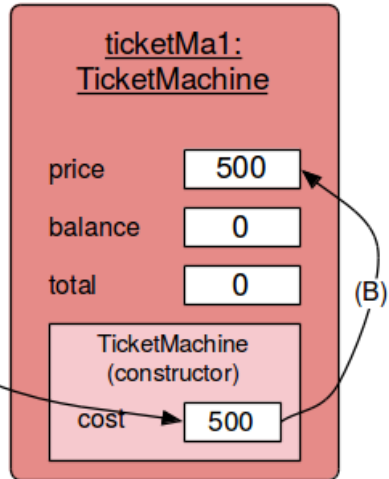 ticketMa1:
TicketMachine
price 500
balance 0
total 0
(B)
TicketMachine
(constructor)
cost 500